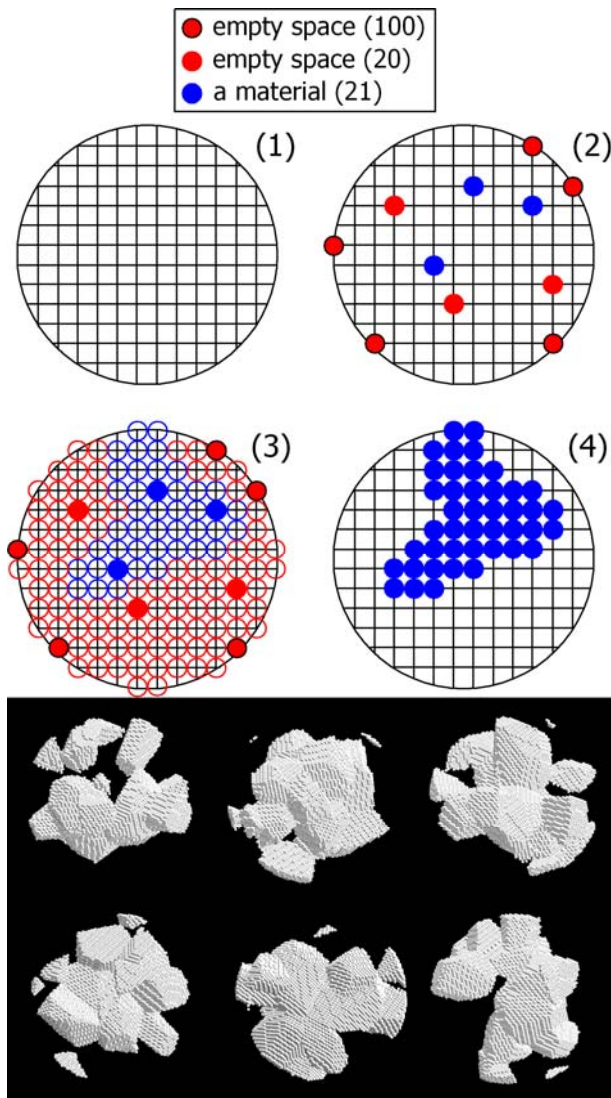 empty space (100)
empty space (20)
a material (21)
(1)
(2)
(3)
(4)